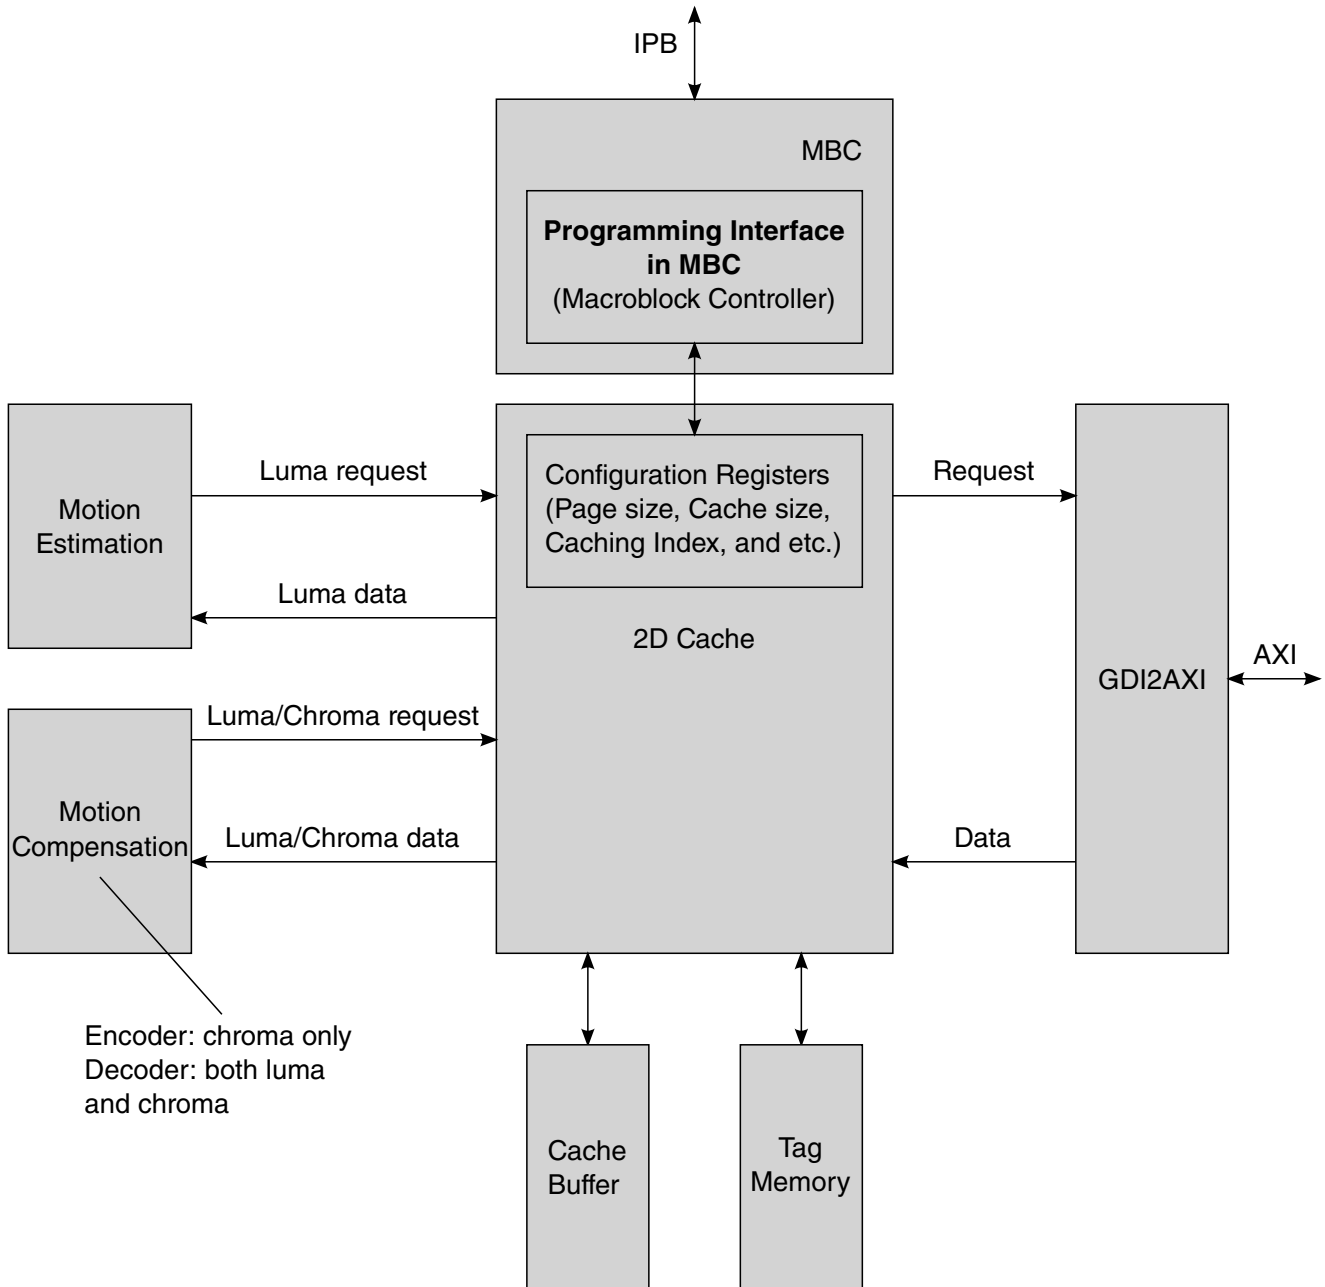 IPB
MBC
Programming Interface
in MBC
(Macroblock Controller)
Motion
Estimation
Luma request
Luma data
Configuration Registers
(Page size, Cache size,
Caching Index, and etc.)
2D Cache
Request
GDI2AXI
AXI
Motion
Compensation
Luma/Chroma request
Luma/Chroma data
Data
Encoder: chroma only
Decoder: both luma
and chroma
Cache
Buffer
Tag
Memory